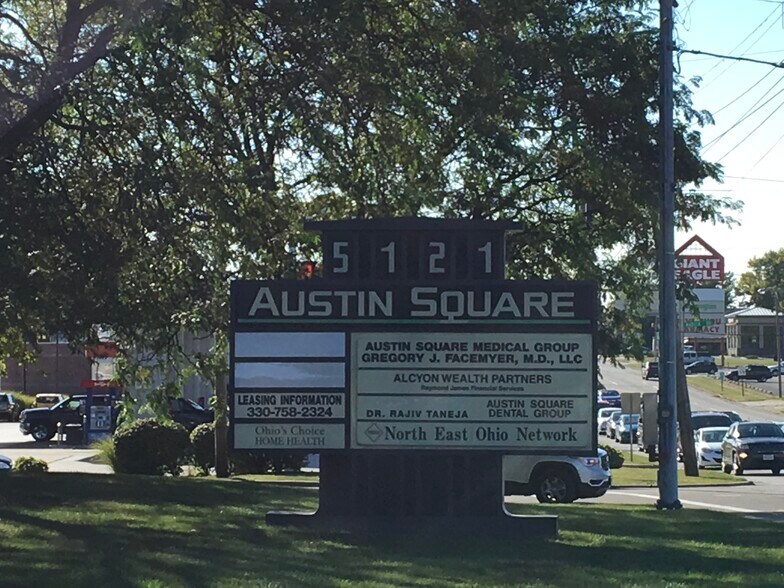 5121
AUSTIN SQUARE
AUSTIN SQUARE MEDICAL GROUP
GREGORY J. FACEMYER, M.D., LLC
ALCYON WEALTH PARTNERS
Raymond James Financial Services
LEASING INFORMATION
330-758-2324
DR. RAJIV TANEJA
AUSTIN SQUARE
DENTAL GROUP
Ohio's Choice
HOME HEALTH
North East Ohio Network
GIANT
EAGLE
PHARMACY